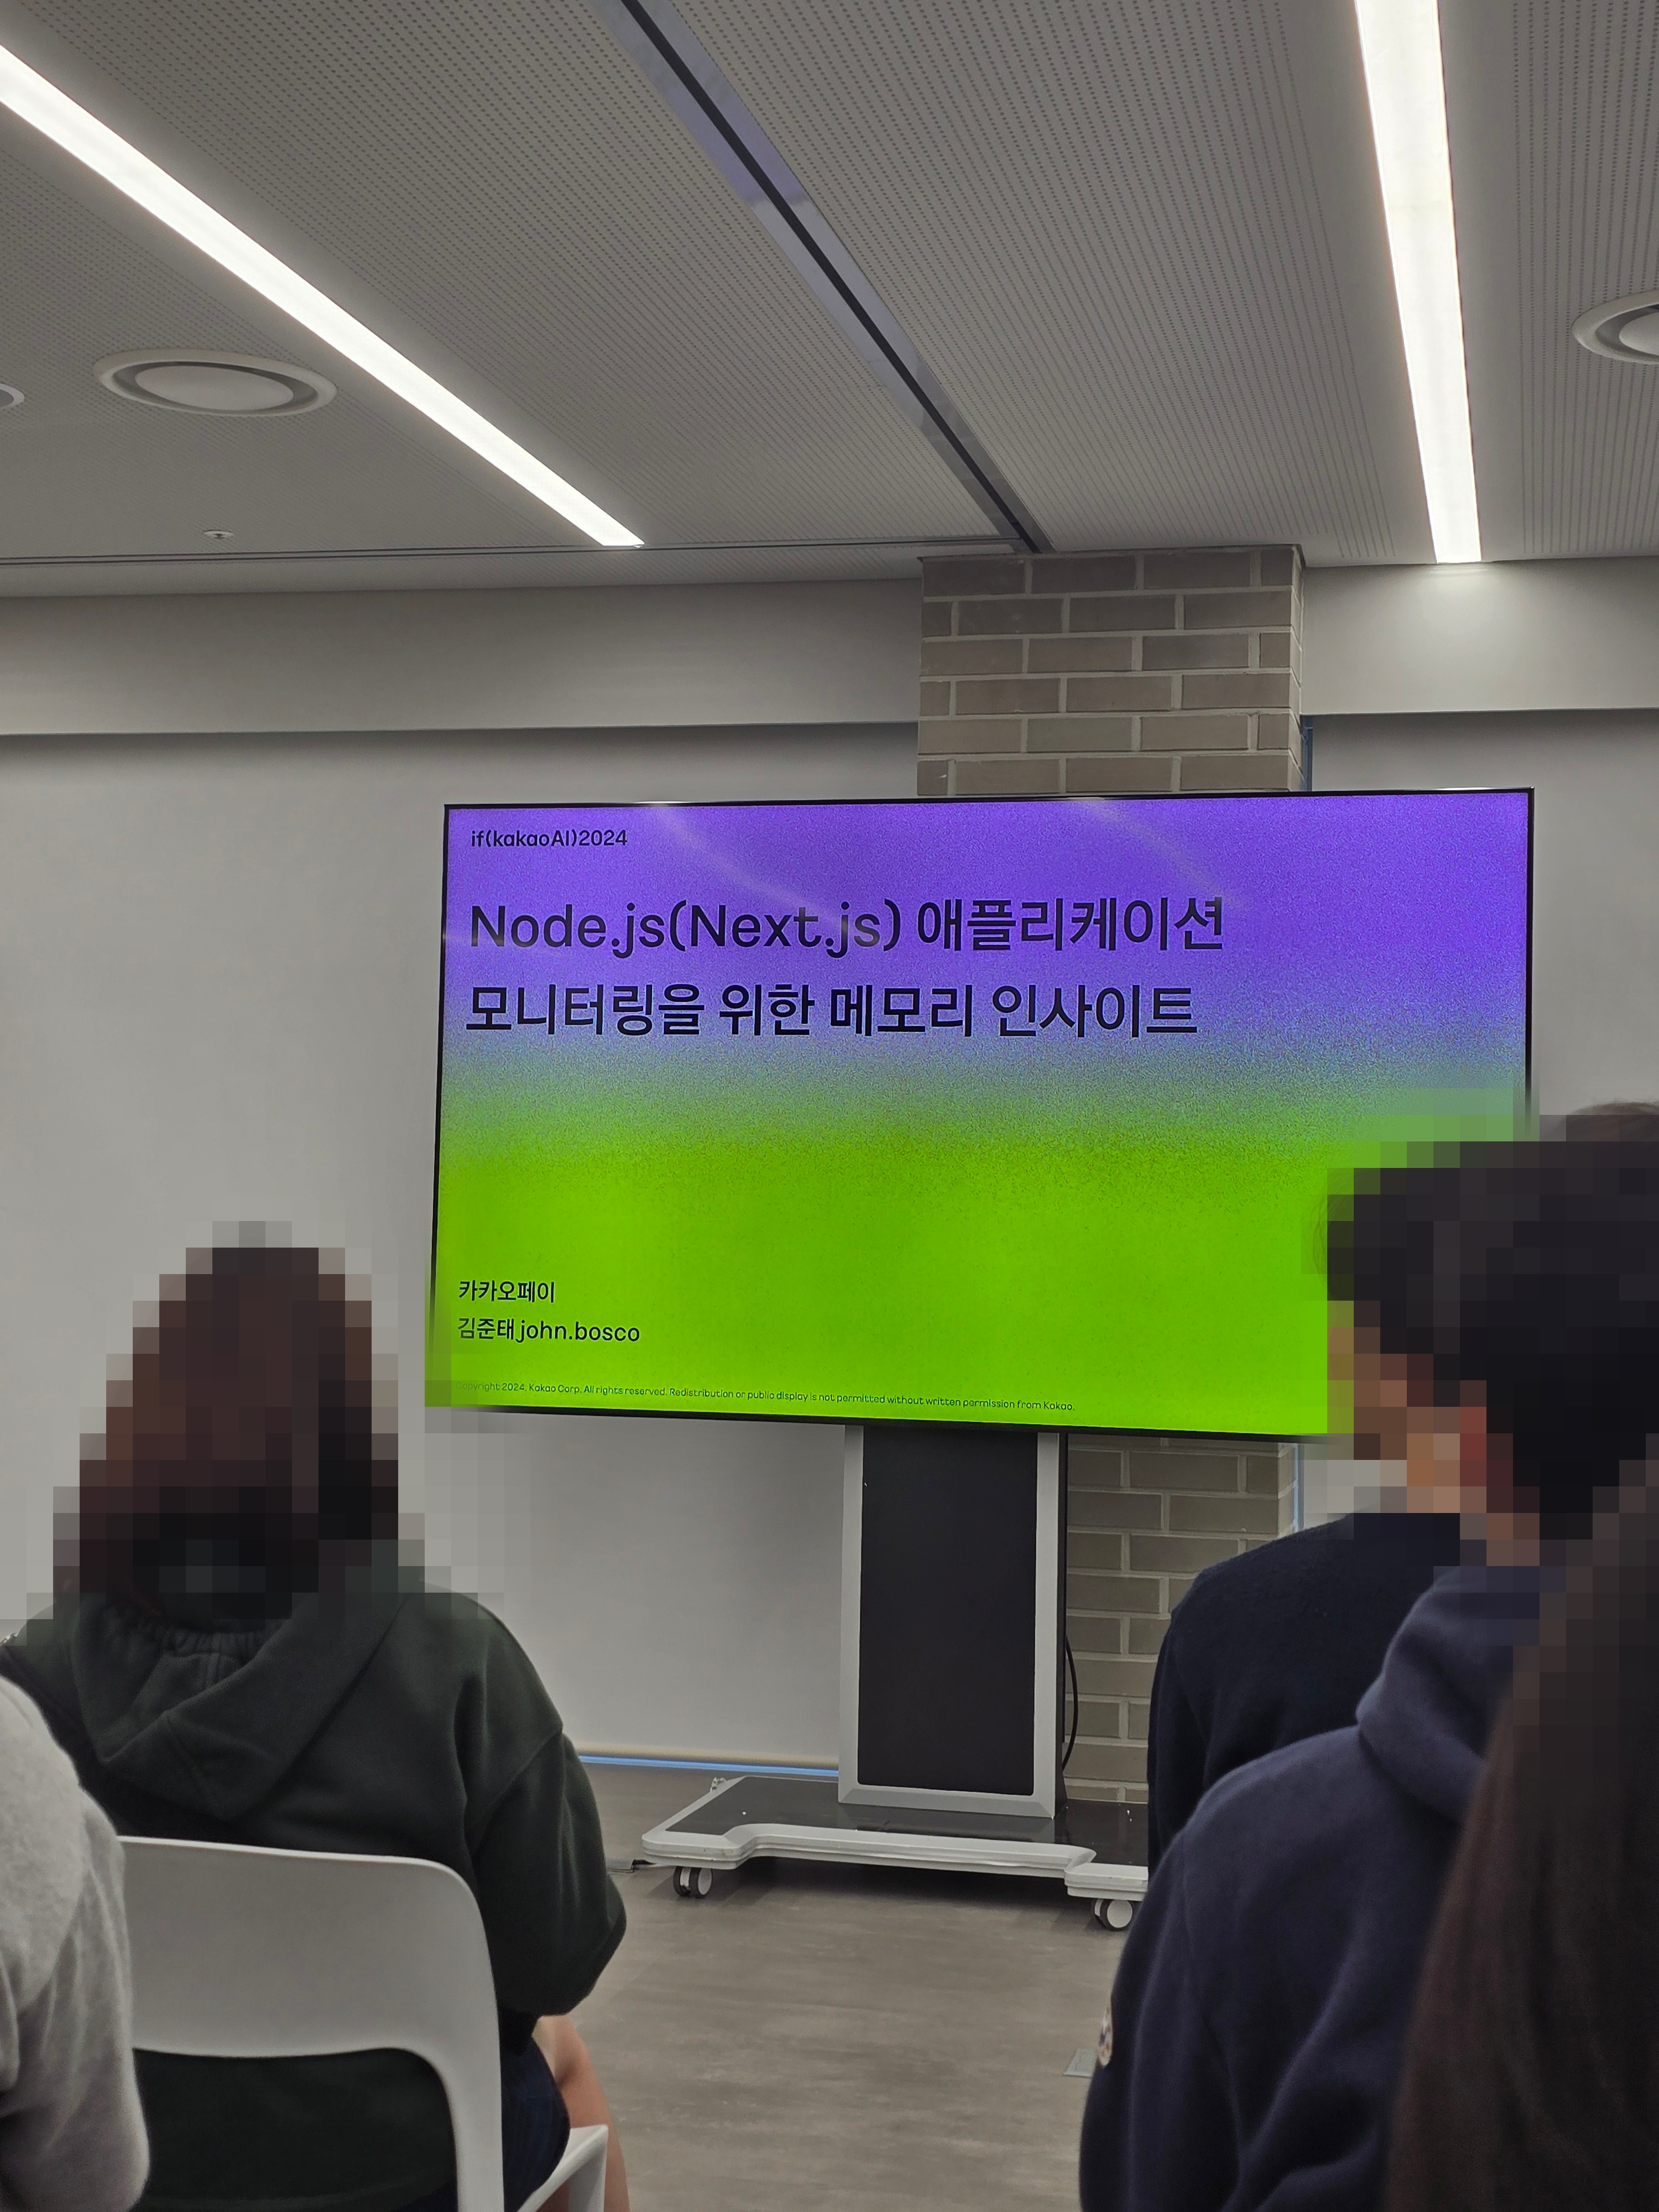 if(kakaoAI)2024
Node.js(Next.js) 애플리케이션
모니터링을 위한 메모리 인사이트
카카오페이
김준태 john.bosco
Copyright 2024. Kakao Corp. All rights reserved. Redistribution or public display is not permitted without written permission from Kakao.